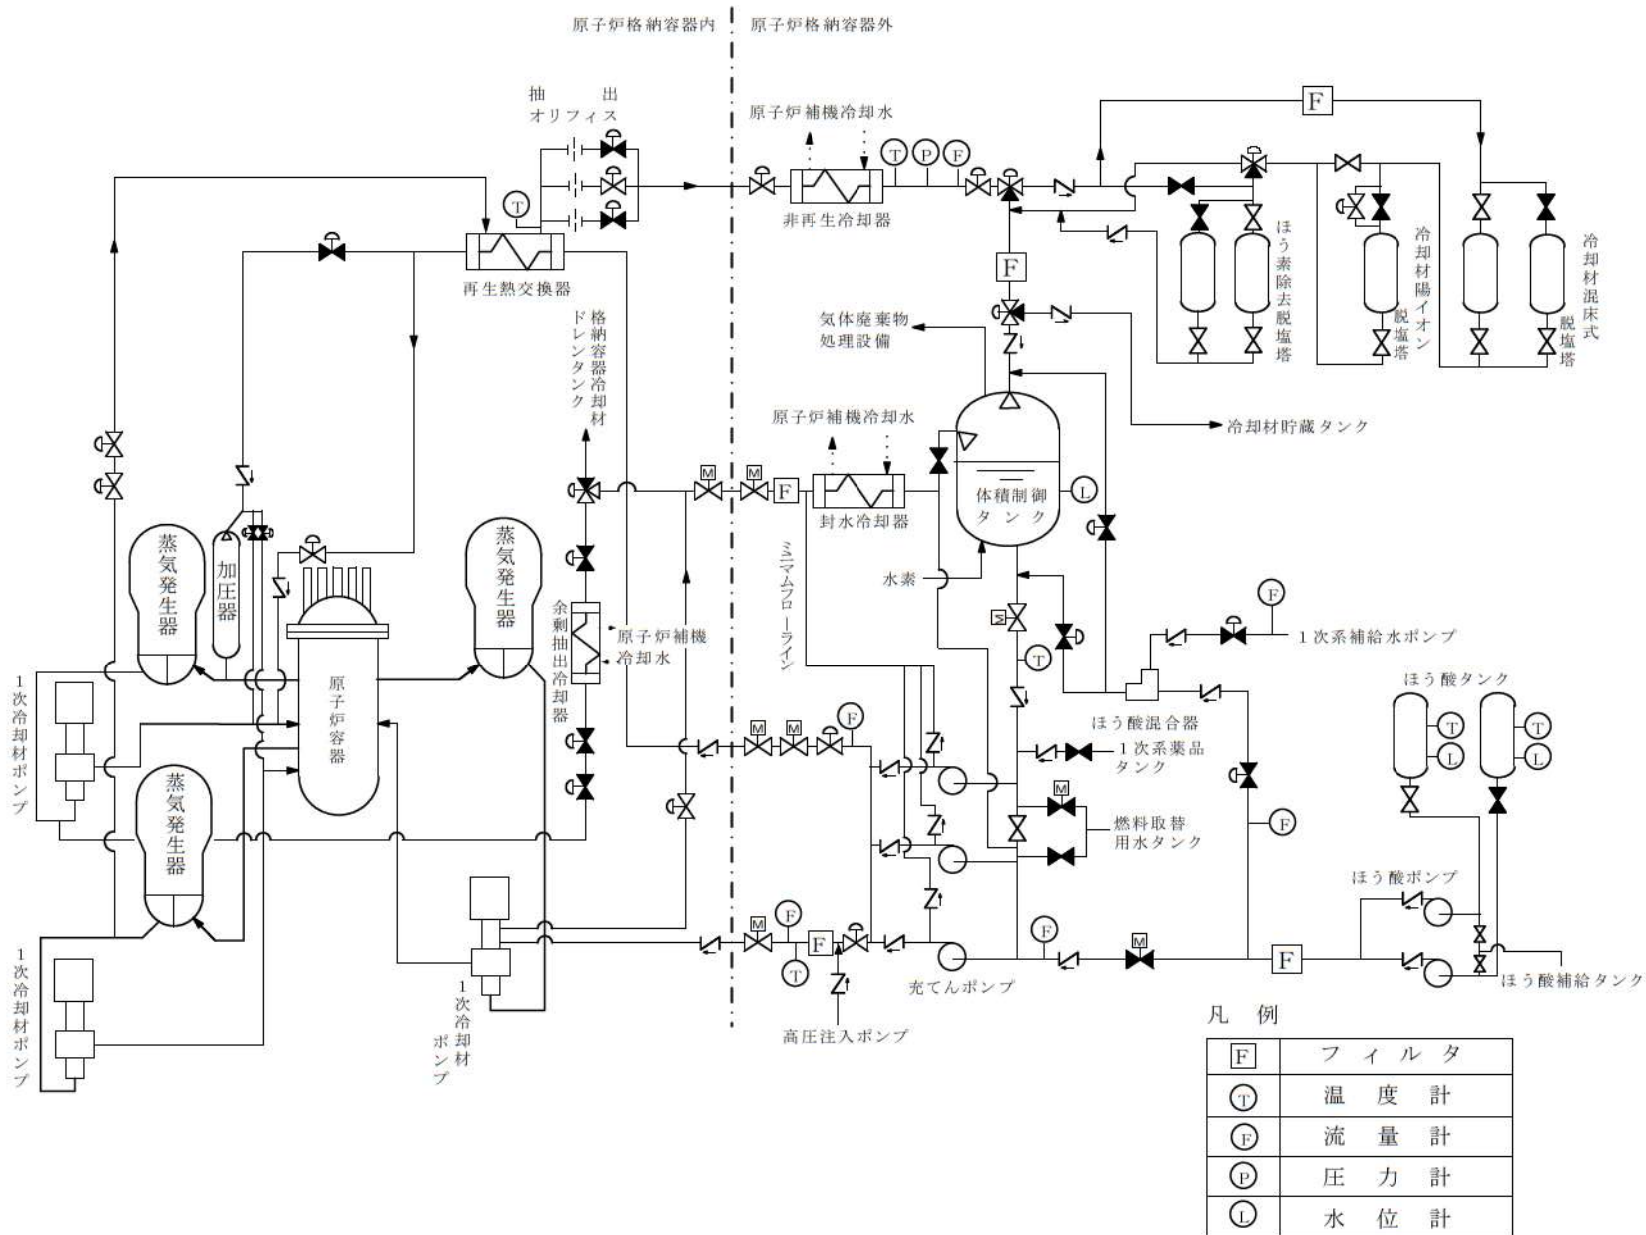 原子炉格納容器内
原子炉格納容器外
抽出
オリフィス
原子炉補機冷却水
F
T
P
F
T
非再生冷却器
再生熱交換器
F
ほう素除去脱塩塔
冷却材陽イオン
脱塩塔
冷却材混床式
脱塩塔
格納容器冷却材
ドレンタンク
気体廃棄物
処理設備
原子炉補機冷却水
冷却材貯蔵タンク
M
M
F
体積制御
タンク
L
封水冷却器
蒸気発生器
加圧器
蒸気発生器
ミニマムフローライン
水素
F
M
余剰抽出冷却器
原子炉補機
冷却水
1次系補給水ポンプ
T
1次冷却材ポンプ
原子炉容器
ほう酸タンク
ほう酸混合器
M
M
F
T
L
T
L
1次系薬品
タンク
蒸気発生器
M
燃料取替
用水タンク
F
ほう酸ポンプ
M
F
F
T
F
M
F
1次冷却材ポンプ
1次冷却材
ポンプ
充てんポンプ
ほう酸補給タンク
高圧注入ポンプ
凡例
F フィルタ
T 温度計
F 流量計
P 圧力計
L 水位計